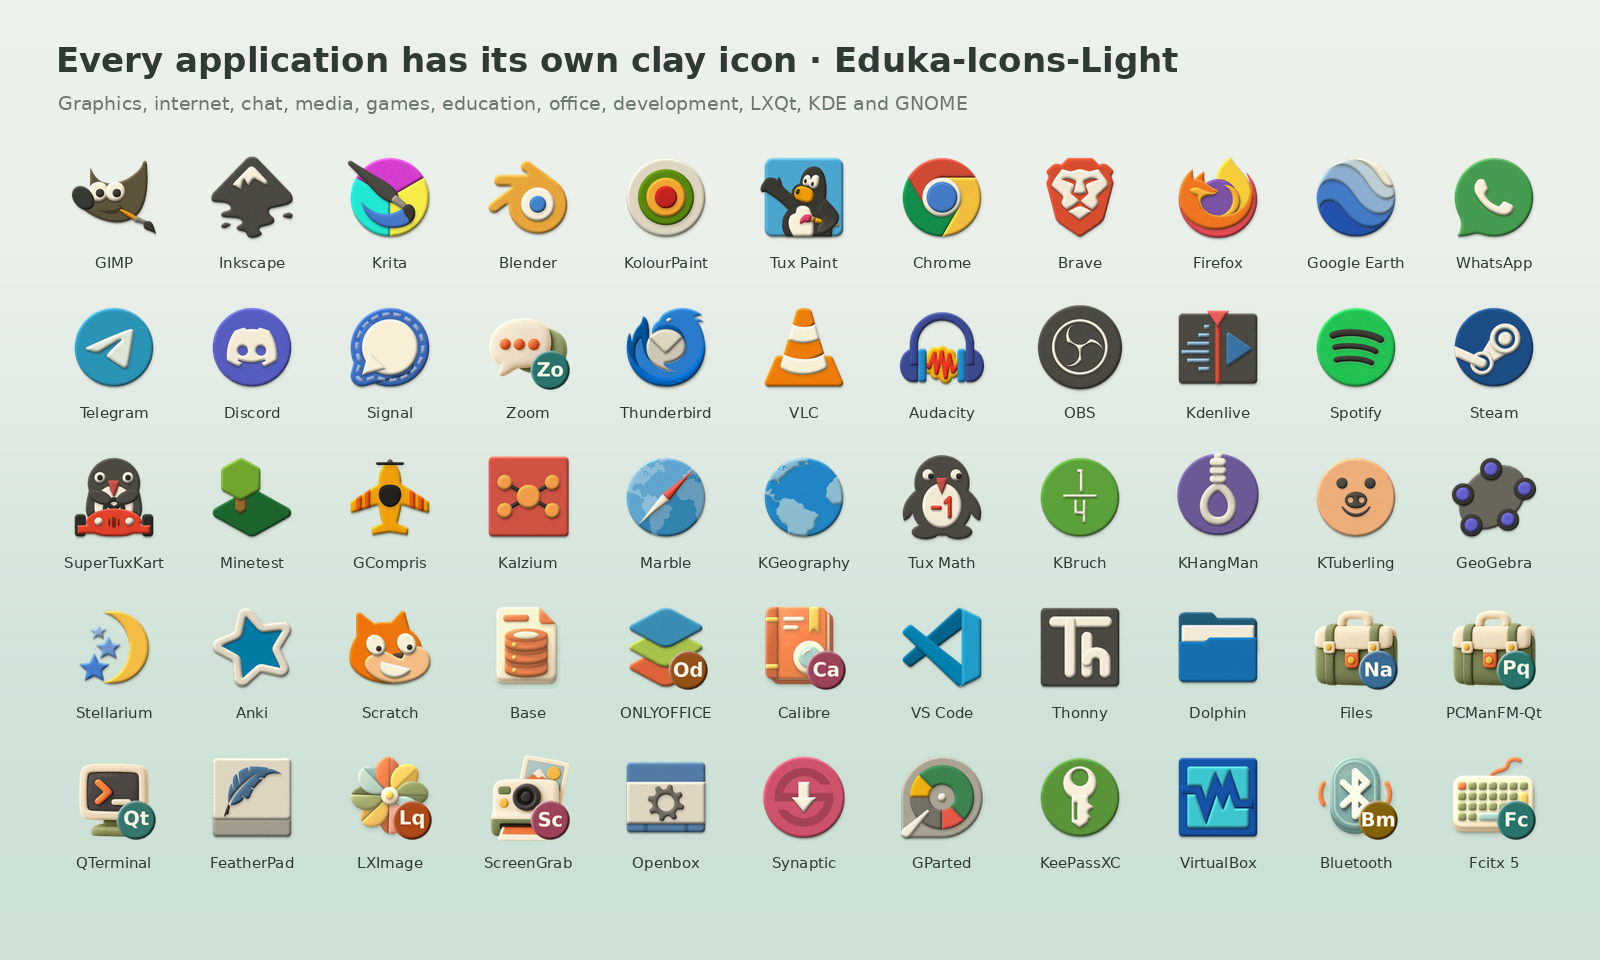 Every application has its own clay icon · Eduka-Icons-Light
Graphics, internet, chat, media, games, education, office, development, LXQt, KDE and GNOME
GIMP Inkscape Krita Blender KolourPaint Tux Paint Chrome Brave Firefox Google Earth WhatsApp
Zo
Telegram Discord Signal Zoom Thunderbird VLC Audacity OBS Kdenlive Spotify Steam
-1 1/4
SuperTuxKart Minetest GCompris Kalzium Marble KGeography Tux Math KBruch KHangMan KTuberling GeoGebra
Od Ca Th Na Pq
Stellarium Anki Scratch Base ONLYOFFICE Calibre VS Code Thonny Dolphin Files PCManFM-Qt
Qt Lq Sc Bm Fc
QTerminal FeatherPad LXImage ScreenGrab Openbox Synaptic GParted KeePassXC VirtualBox Bluetooth Fcitx 5